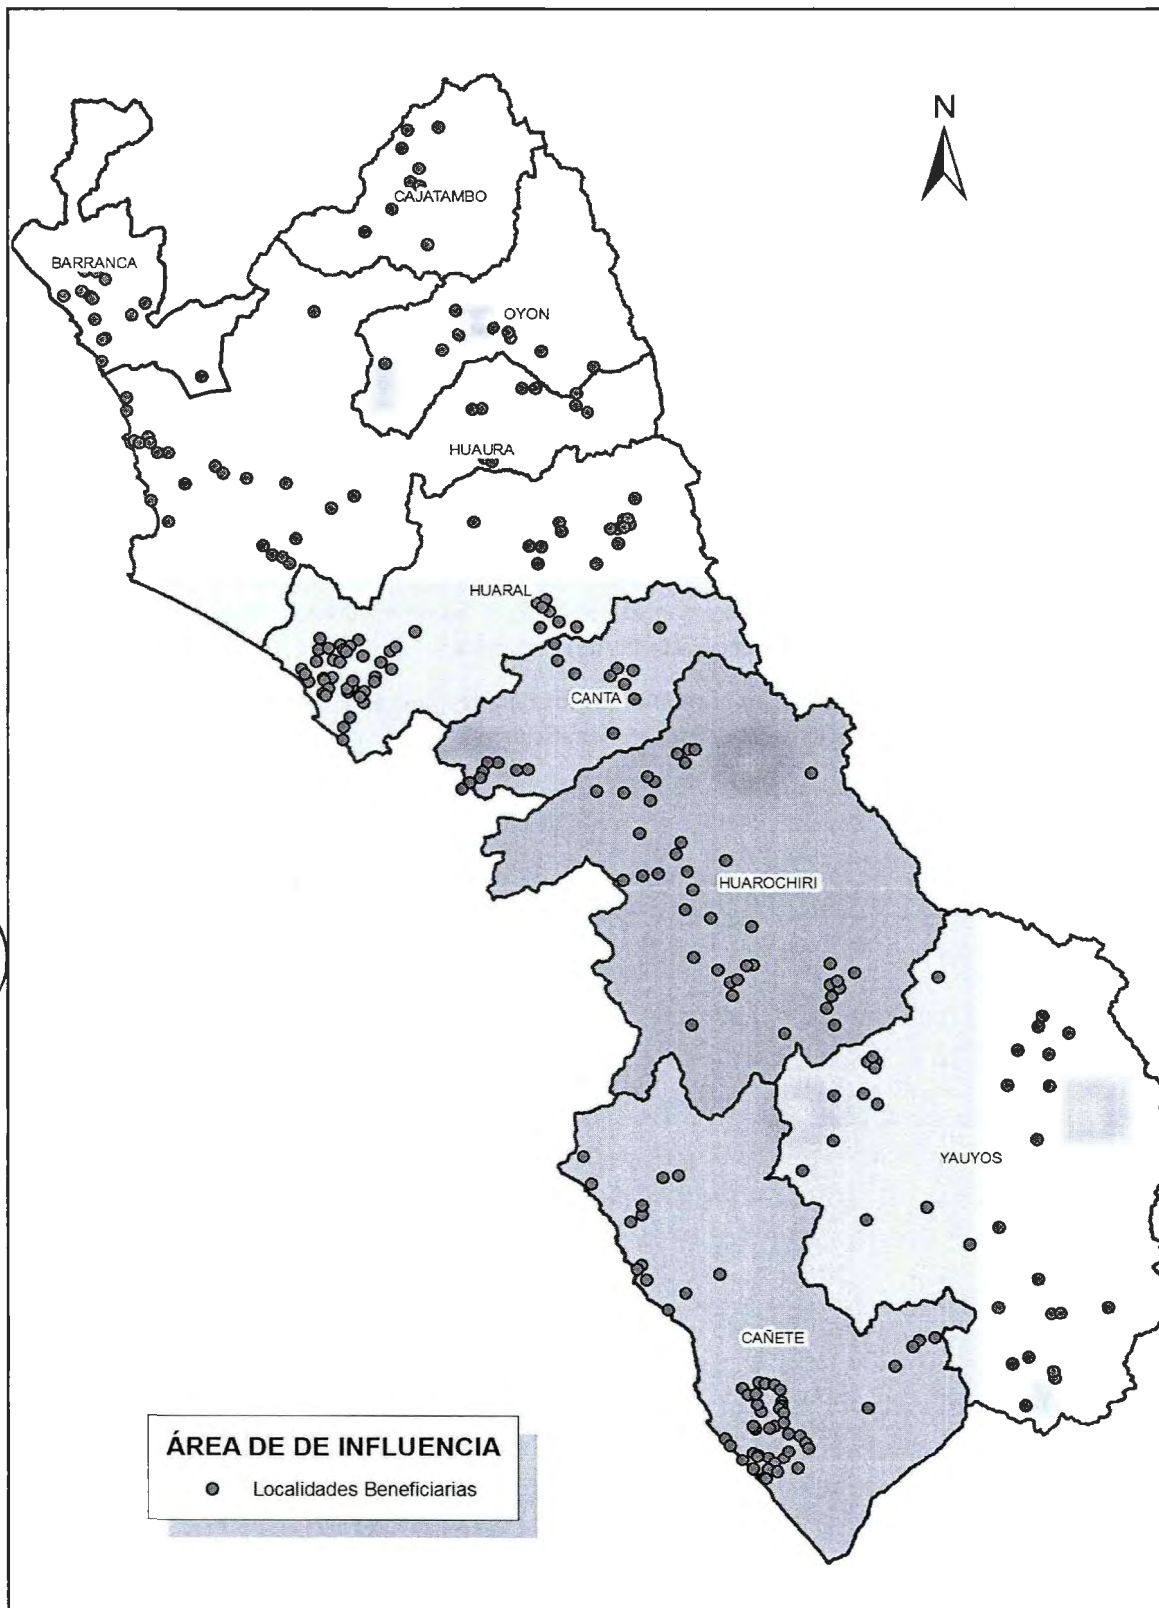 N
CAJATAMBO
BARRANCA
OYON
HUAURA
HUARAL
CANTA
HUAROCHIRI
YAUYOS
CAÑETE
ÁREA DE DE INFLUENCIA
Localidades Beneficiarias